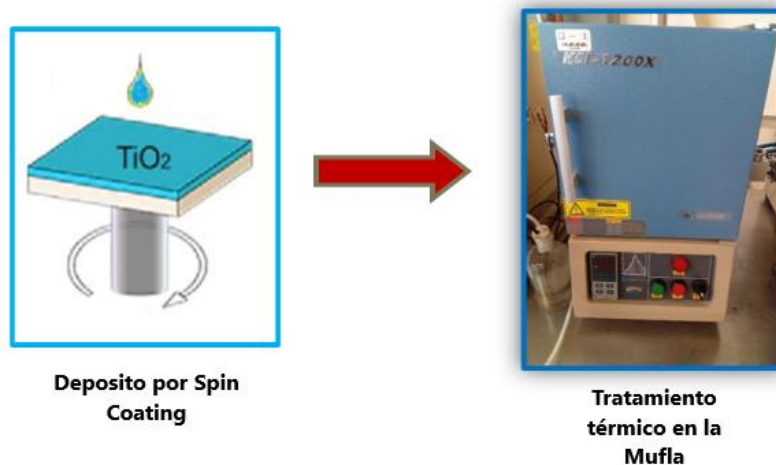 TiO₂
Deposito por Spin
Coating
Tratamiento
térmico en la
Mufla